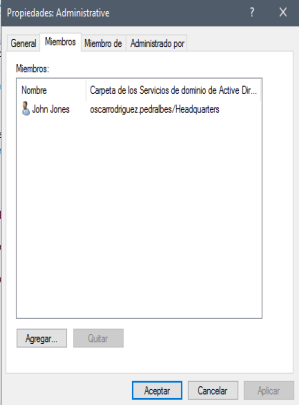 Propiedades: Administrative ? X
General Miembros Miembro de Administrado por
Miembros:
Nombre Carpeta de los Servicios de dominio de Active Dir...
John Jones oscarrodriguez.pedralbes/Headquarters
Agregar... Quitar
Aceptar Cancelar Aplicar